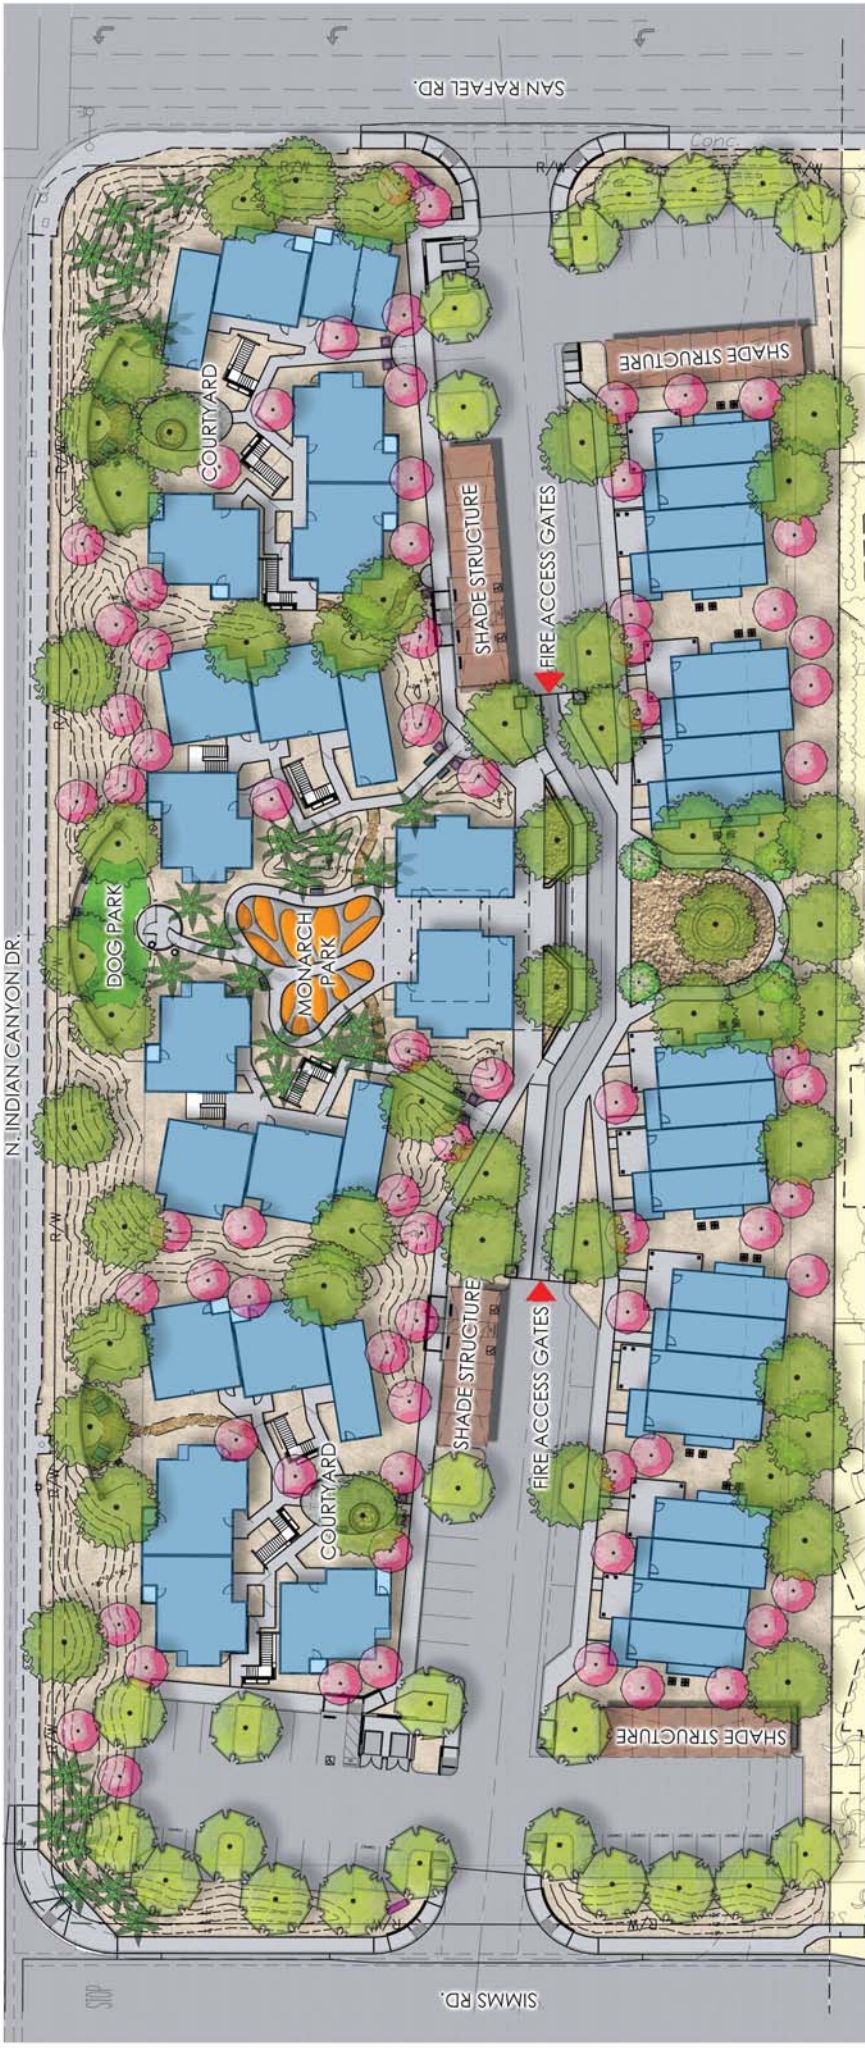 SAN RAFAEL RD.
Conc.
R/W
R/W
R/W
SHADE STRUCTURE
COURTYARD
R/W
SHADE STRUCTURE
FIRE ACCESS GATES
R/W
R/W
DOG PARK
MONARCH
PARK
N. INDIAN CANYON DR.
R/W
R/W
SHADE STRUCTURE
FIRE ACCESS GATES
COURTYARD
R/W
R/W
SHADE STRUCTURE
R/W
R/W
STOP
SIMMS RD.